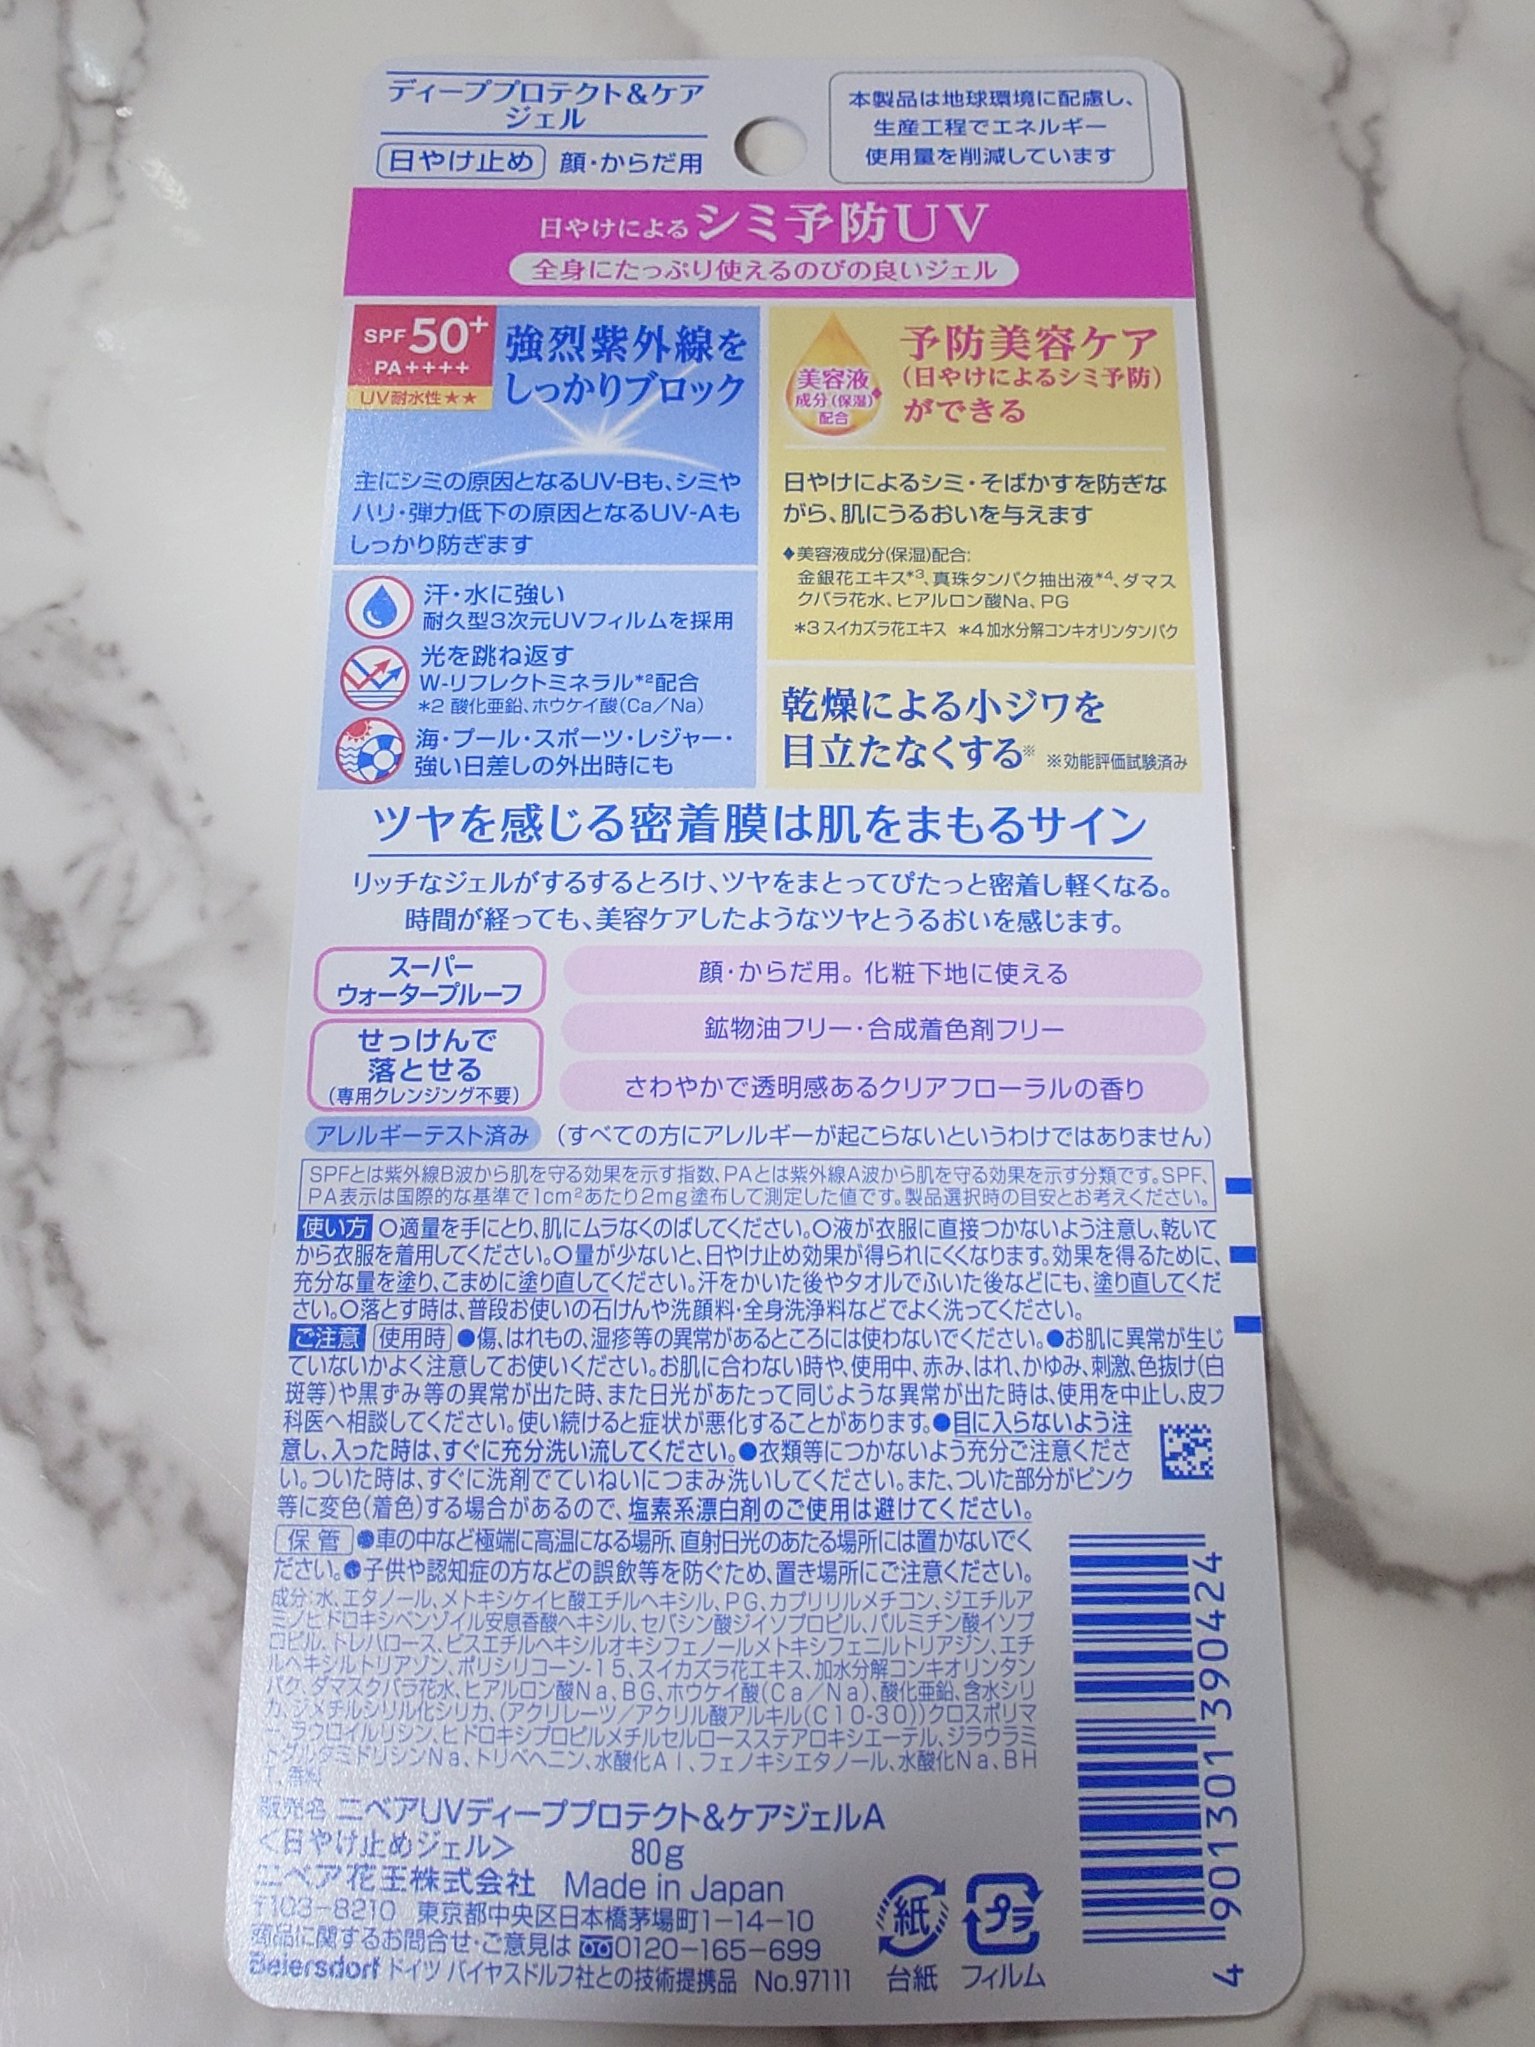 ディーププロテクト&ケア
ジェル
日やけ止め 顔・からだ用
本製品は地球環境に配慮し、
生産工程でエネルギー
使用量を削減しています
日やけによるシミ予防UV
全身にたっぷり使えるのびの良いジェル
SPF50+
PA++++
UV耐水性★★
強烈紫外線を
しっかりブロック
主にシミの原因となるUV-Bも、シミや
ハリ・弾力低下の原因となるUV-Aも
しっかり防ぎます
汗・水に強い
耐久型3次元UVフィルムを採用
光を跳ね返す
W-リフレクトミネラル*2配合
*2 酸化亜鉛、ホウケイ酸(Ca/Na)
海・プール・スポーツ・レジャー・
強い日差しの外出時にも
美容液
成分(保湿)◆
配合
予防美容ケア
(日やけによるシミ予防)
ができる
日やけによるシミ・そばかすを防ぎな
がら、肌にうるおいを与えます
◆美容液成分(保湿)配合:
金銀花エキス*3、真珠タンパク抽出液*4、ダマス
クバラ花水、ヒアルロン酸Na、PG
*3 スイカズラ花エキス *4 加水分解コンキオリンタンパク
乾燥による小ジワを
目立たなくする※ ※効能評価試験済み
ツヤを感じる密着膜は肌をまもるサイン
リッチなジェルがするするとろけ、ツヤをまとってぴたっと密着し軽くなる。
時間が経っても、美容ケアしたようなツヤとうるおいを感じます。
スーパー
ウォータープルーフ
せっけんで
落とせる
(専用クレンジング不要)
顔・からだ用。化粧下地に使える
鉱物油フリー・合成着色剤フリー
さわやかで透明感あるクリアフローラルの香り
アレルギーテスト済み (すべての方にアレルギーが起こらないというわけではありません)
SPFとは紫外線B波から肌を守る効果を示す指数、PAとは紫外線A波から肌を守る効果を示す分類です。SPF、
PA表示は国際的な基準で1cm²あたり2mg塗布して測定した値です。製品選択時の目安とお考えください。
使い方 ○適量を手にとり、肌にムラなくのばしてください。○液が衣服に直接つかないよう注意し、乾いて
から衣服を着用してください。○量が少ないと、日やけ止め効果が得られにくくなります。効果を得るために、
充分な量を塗り、こまめに塗り直してください。汗をかいた後やタオルでふいた後などにも、塗り直してくだ
さい。○落とす時は、普段お使いの石けんや洗顔料・全身洗浄料などでよく洗ってください。
ご注意 使用時 ●傷、はれもの、湿疹等の異常があるところには使わないでください。●お肌に異常が生じ
ていないかよく注意してお使いください。お肌に合わない時や、使用中、赤み、はれ、かゆみ、刺激、色抜け(白
斑等)や黒ずみ等の異常が出た時、また日光があたって同じような異常が出た時は、使用を中止し、皮フ
科医へ相談してください。使い続けると症状が悪化することがあります。●目に入らないよう注
意し、入った時は、すぐに充分洗い流してください。●衣類等につかないよう充分ご注意くださ
い。ついた時は、すぐに洗剤でていねいにつまみ洗いしてください。また、ついた部分がピンク
等に変色(着色)する場合があるので、塩素系漂白剤のご使用は避けてください。
保管 ●車の中など極端に高温になる場所、直射日光のあたる場所には置かないでく
ださい。●子供や認知症の方などの誤飲等を防ぐため、置き場所にご注意ください。
成分:水、エタノール、メトキシケイヒ酸エチルヘキシル、PG、カプリリルメチコン、ジエチルア
ミノヒドロキシベンゾイル安息香酸ヘキシル、セバシン酸ジイソプロピル、パルミチン酸イソプ
ロピル、トレハロース、ビスエチルヘキシルオキシフェノールメトキシフェニルトリアジン、エチ
ルヘキシルトリアゾン、ポリシリコーン-15、スイカズラ花エキス、加水分解コンキオリンタン
パク、ダマスクバラ花水、ヒアルロン酸Na、BG、ホウケイ酸(Ca/Na)、酸化亜鉛、含水シリ
カ、ジメチルシリル化シリカ、(アクリレーツ/アクリル酸アルキル(C10-30))クロスポリマ
ー、ラウロイルリシン、ヒドロキシプロピルメチルセルロースステアロキシエーテル、ジラウラミ
ドグルタミドリシンNa、トリベヘニン、水酸化Al、フェノキシエタノール、水酸化Na、BH
T、香料
販売名 ニベアUVディーププロテクト&ケアジェルA
<日やけ止めジェル> 80g
ニベア花王株式会社 Made in Japan
〒103-8210 東京都中央区日本橋茅場町1-14-10
商品に関するお問合せ・ご意見は 0120-165-699
Beiersdorf ドイツ バイヤスドルフ社との技術提携品 No.97111
紙
台紙
プラ
フィルム
4 901301 390424